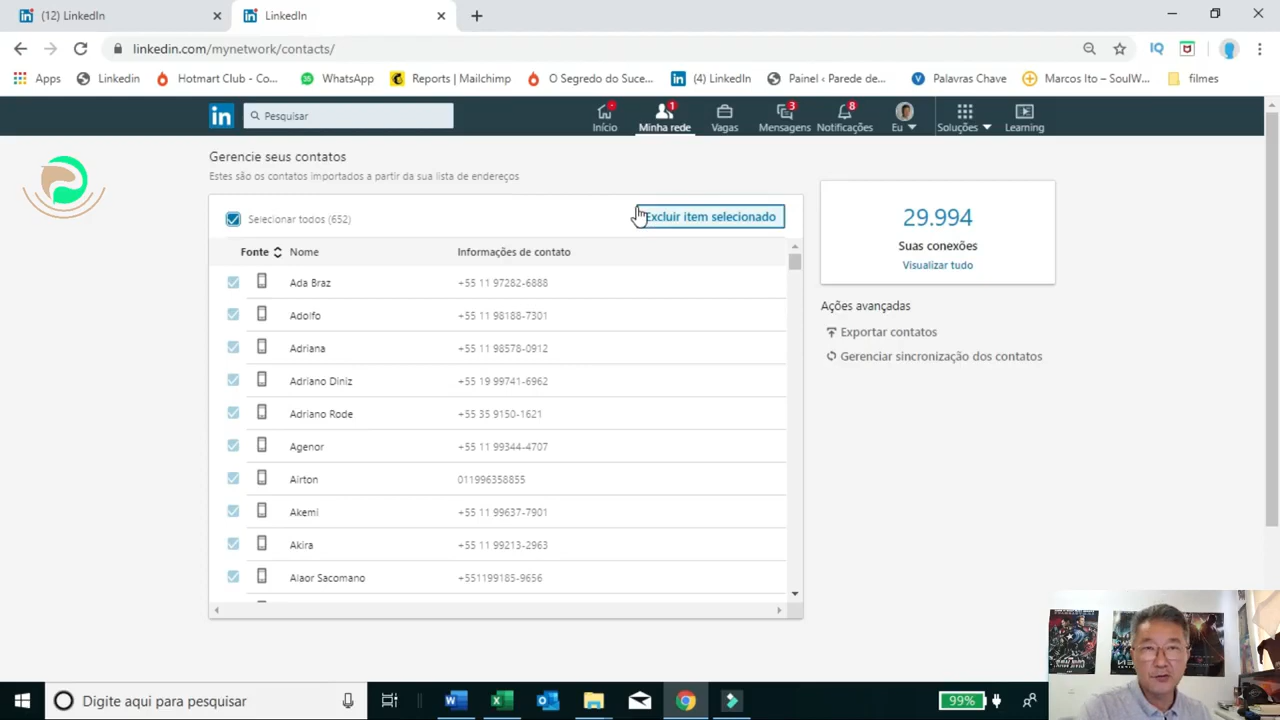 (12) LinkedIn
LinkedIn
linkedin.com/mynetwork/contacts/
IQ
Apps
Linkedin
Hotmart Club - Co...
WhatsApp
Reports | Mailchimp
O Segredo do Suce...
(4) LinkedIn
Painel ‹ Parede de...
Palavras Chave
Marcos Ito – SoulW...
filmes
in
Pesquisar
Início
1
Minha rede
Vagas
3
Mensagens
8
Notificações
Eu
Soluções
Learning
Gerencie seus contatos
Estes são os contatos importados a partir da sua lista de endereços
Selecionar todos (652)
Excluir item selecionado
Fonte Nome Informações de contato
Ada Braz +55 11 97282-6888
Adolfo +55 11 98188-7301
Adriana +55 11 98578-0912
Adriano Diniz +55 19 99741-6962
Adriano Rode +55 35 9150-1621
Agenor +55 11 99344-4707
Airton 011996358855
Akemi +55 11 99637-7901
Akira +55 11 99213-2963
Alaor Sacomano +551199185-9656
29.994
Suas conexões
Visualizar tudo
Ações avançadas
Exportar contatos
Gerenciar sincronização dos contatos
Digite aqui para pesquisar
99%